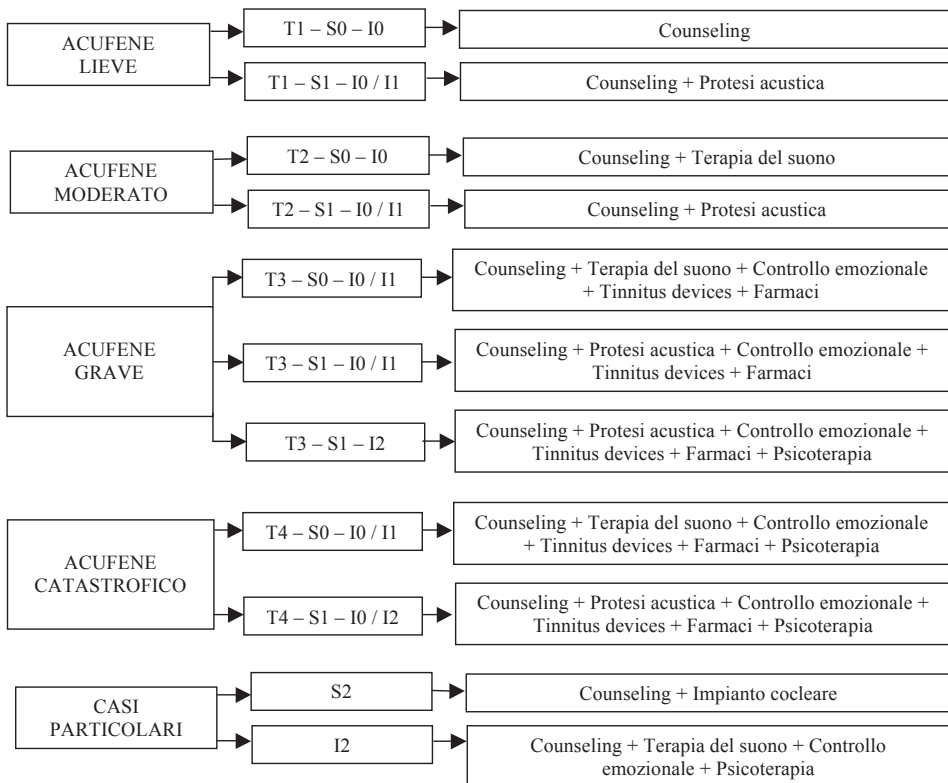 ACUFENE
LIEVE
T1 – S0 – I0
Counseling
T1 – S1 – I0 / I1
Counseling + Protesi acustica
ACUFENE
MODERATO
T2 – S0 – I0
Counseling + Terapia del suono
T2 – S1 – I0 / I1
Counseling + Protesi acustica
ACUFENE
GRAVE
T3 – S0 – I0 / I1
Counseling + Terapia del suono + Controllo emozionale
+ Tinnitus devices + Farmaci
T3 – S1 – I0 / I1
Counseling + Protesi acustica + Controllo emozionale +
Tinnitus devices + Farmaci
T3 – S1 – I2
Counseling + Protesi acustica + Controllo emozionale +
Tinnitus devices + Farmaci + Psicoterapia
ACUFENE
CATASTROFICO
T4 – S0 – I0 / I1
Counseling + Terapia del suono + Controllo emozionale
+ Tinnitus devices + Farmaci + Psicoterapia
T4 – S1 – I0 / I2
Counseling + Protesi acustica + Controllo emozionale +
Tinnitus devices + Farmaci + Psicoterapia
CASI
PARTICOLARI
S2
Counseling + Impianto cocleare
I2
Counseling + Terapia del suono + Controllo
emozionale + Psicoterapia